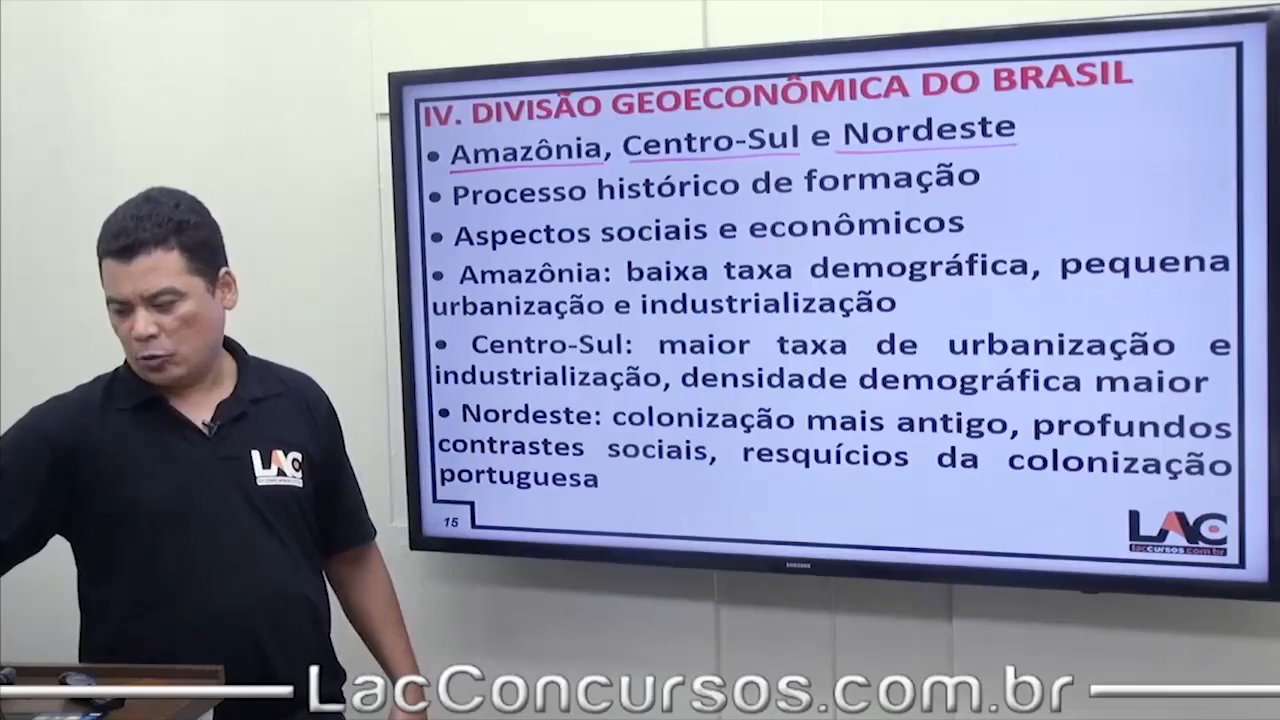 IV. DIVISÃO GEOECONÔMICA DO BRASIL
• Amazônia, Centro-Sul e Nordeste
• Processo histórico de formação
• Aspectos sociais e econômicos
• Amazônia: baixa taxa demográfica, pequena
urbanização e industrialização
• Centro-Sul: maior taxa de urbanização e
industrialização, densidade demográfica maior
• Nordeste: colonização mais antigo, profundos
contrastes sociais, resquícios da colonização
portuguesa
15
LAC
laccursos.com.br
SAMSUNG
LAC
LacConcursos.com.br